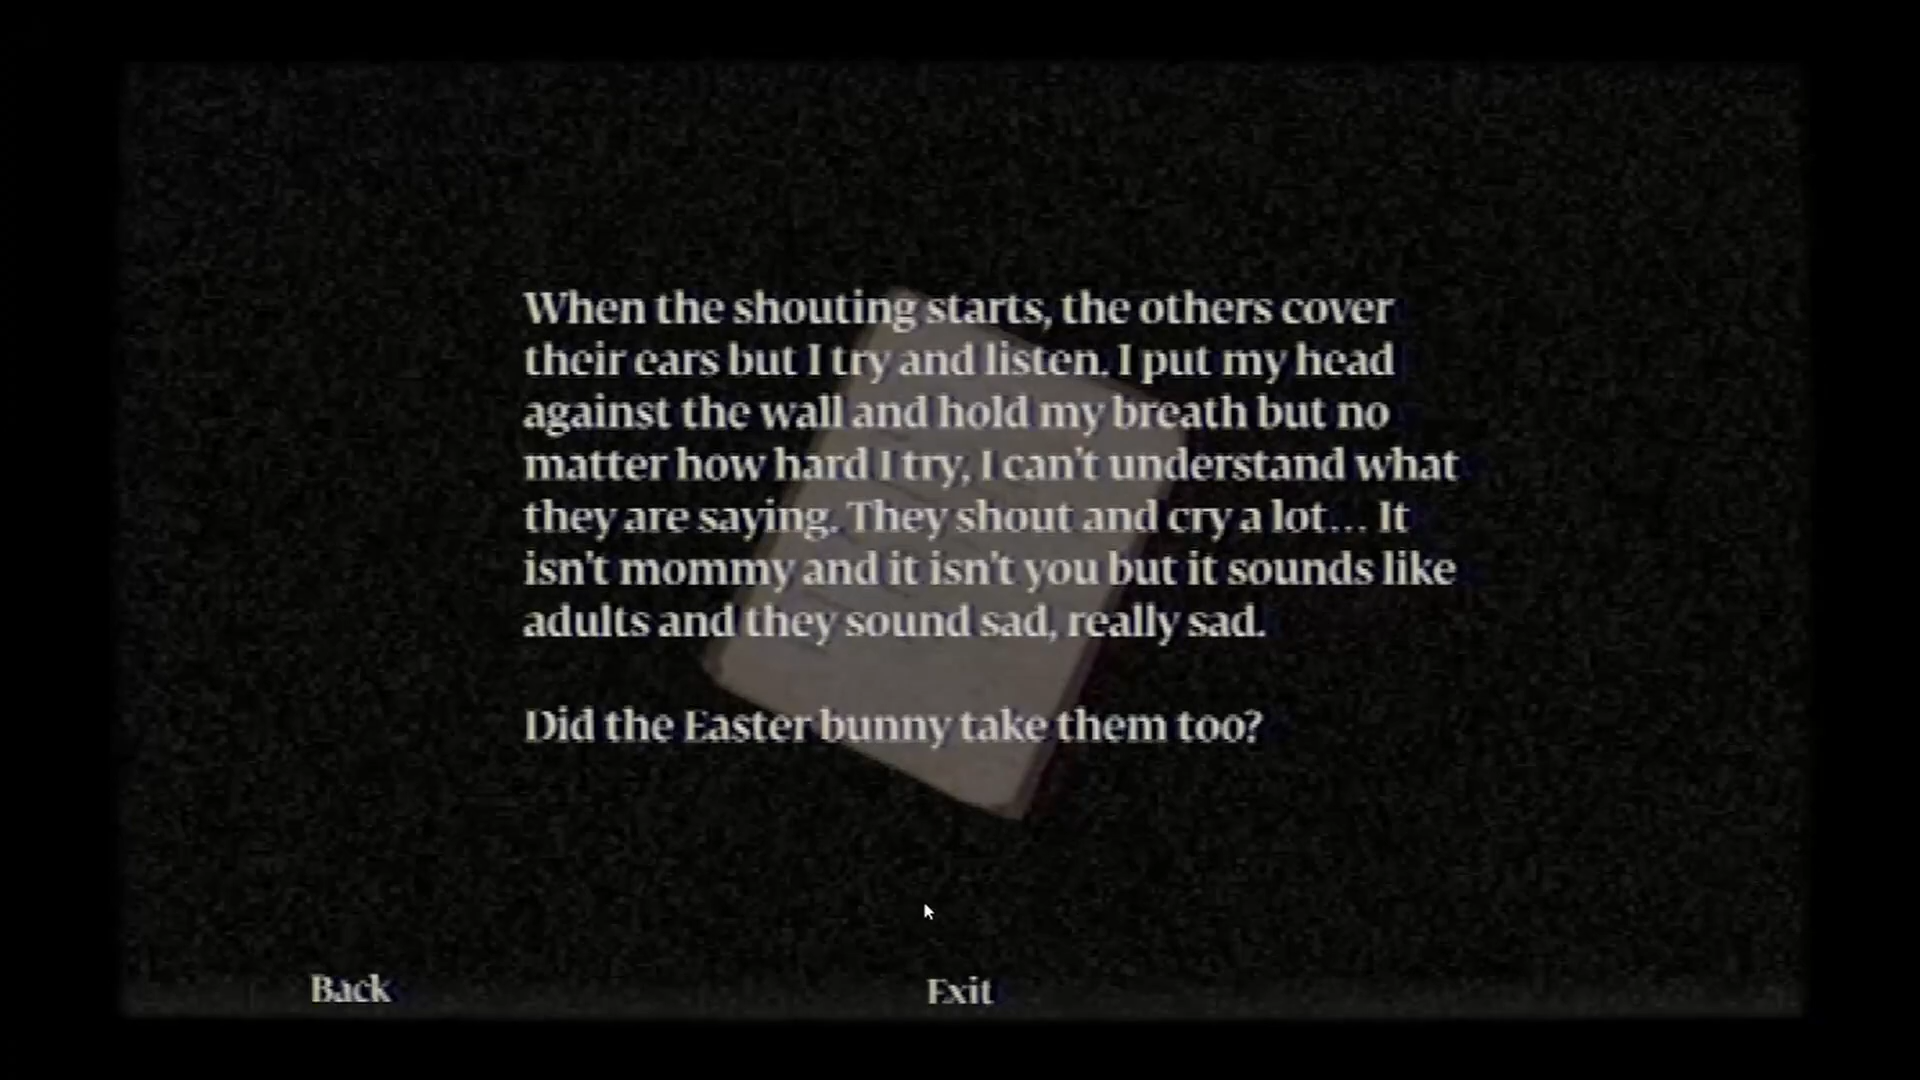 When the shouting starts, the others cover
their ears but I try and listen. I put my head
against the wall and hold my breath but no
matter how hard I try, I can't understand what
they are saying. They shout and cry a lot... It
isn't mommy and it isn't you but it sounds like
adults and they sound sad, really sad.
Did the Easter bunny take them too?
Back
Exit